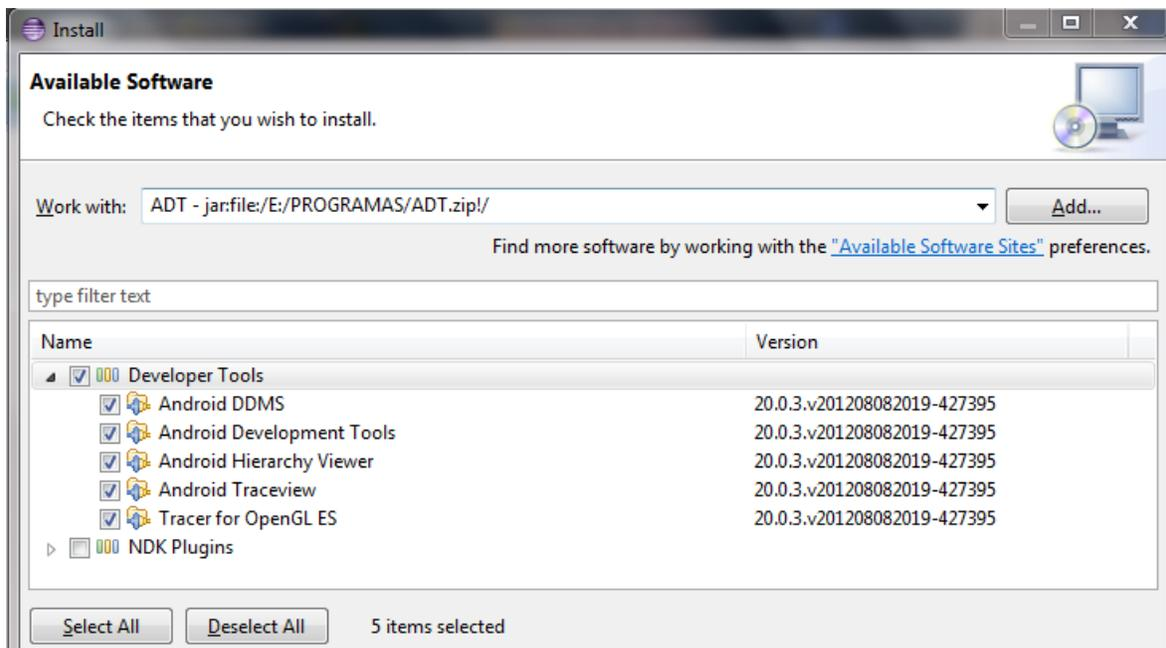 Install
Available Software
Check the items that you wish to install.
Work with: ADT - jar:file:/E:/PROGRAMAS/ADT.zip!/ Add...
Find more software by working with the "Available Software Sites" preferences.
type filter text
Name Version
Developer Tools
Android DDMS 20.0.3.v201208082019-427395
Android Development Tools 20.0.3.v201208082019-427395
Android Hierarchy Viewer 20.0.3.v201208082019-427395
Android Traceview 20.0.3.v201208082019-427395
Tracer for OpenGL ES 20.0.3.v201208082019-427395
NDK Plugins
Select All Deselect All 5 items selected